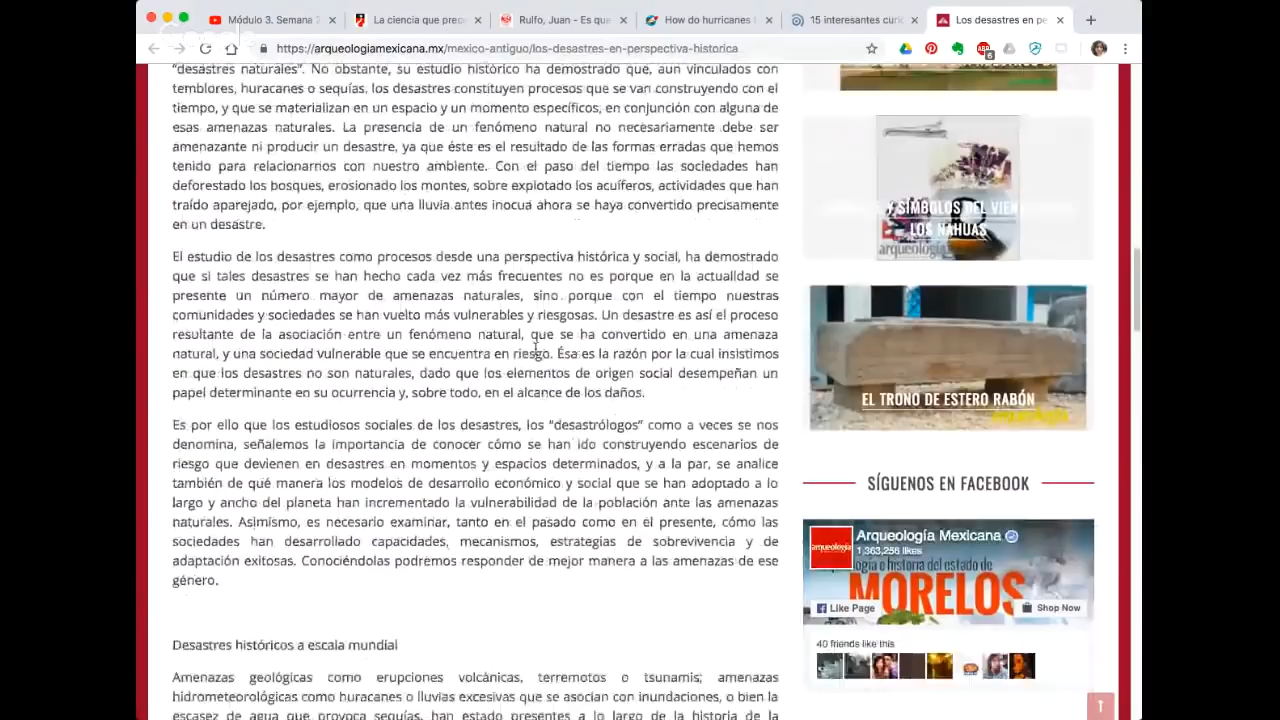 Módulo 3. Semana 2
La ciencia que prec
Rulfo, Juan - Es que
How do hurricanes
15 interesantes curi
Los desastres en pe
https://arqueologiamexicana.mx/mexico-antiguo/los-desastres-en-perspectiva-historica
6
"desastres naturales". No obstante, su estudio histórico ha demostrado que, aun vinculados con
temblores, huracanes o sequías, los desastres constituyen procesos que se van construyendo con el
tiempo, y que se materializan en un espacio y un momento específicos, en conjunción con alguna de
esas amenazas naturales. La presencia de un fenómeno natural no necesariamente debe ser
amenazante ni producir un desastre, ya que éste es el resultado de las formas erradas que hemos
tenido para relacionarnos con nuestro ambiente. Con el paso del tiempo las sociedades han
deforestado los bosques, erosionado los montes, sobre explotado los acuíferos, actividades que han
traído aparejado, por ejemplo, que una lluvia antes inocua ahora se haya convertido precisamente
en un desastre.
El estudio de los desastres como procesos desde una perspectiva histórica y social, ha demostrado
que si tales desastres se han hecho cada vez más frecuentes no es porque en la actualidad se
presente un número mayor de amenazas naturales, sino porque con el tiempo nuestras
comunidades y sociedades se han vuelto más vulnerables y riesgosas. Un desastre es así el proceso
resultante de la asociación entre un fenómeno natural, que se ha convertido en una amenaza
natural, y una sociedad vulnerable que se encuentra en riesgo. Ésa es la razón por la cual insistimos
en que los desastres no son naturales, dado que los elementos de origen social desempeñan un
papel determinante en su ocurrencia y, sobre todo, en el alcance de los daños.
Es por ello que los estudiosos sociales de los desastres, los "desastrólogos" como a veces se nos
denomina, señalemos la importancia de conocer cómo se han ido construyendo escenarios de
riesgo que devienen en desastres en momentos y espacios determinados, y a la par, se analice
también de qué manera los modelos de desarrollo económico y social que se han adoptado a lo
largo y ancho del planeta han incrementado la vulnerabilidad de la población ante las amenazas
naturales. Asimismo, es necesario examinar, tanto en el pasado como en el presente, cómo las
sociedades han desarrollado capacidades, mecanismos, estrategias de sobrevivencia y de
adaptación exitosas. Conociéndolas podremos responder de mejor manera a las amenazas de ese
género.
Desastres históricos a escala mundial
Amenazas geológicas como erupciones volcánicas, terremotos o tsunamis; amenazas
hidrometeorológicas como huracanes o lluvias excesivas que se asocian con inundaciones, o bien la
escasez de agua que provoca sequías, han estado presentes a lo largo de la historia de la
Y SÍMBOLOS DEL VIEN
LOS NAHUAS
arqueología
EL TRONO DE ESTERO RABÓN
SÍGUENOS EN FACEBOOK
arqueología
Arqueología Mexicana
1,363,256 likes
ología e historia del estado de
MORELOS
Like Page
Shop Now
40 friends like this